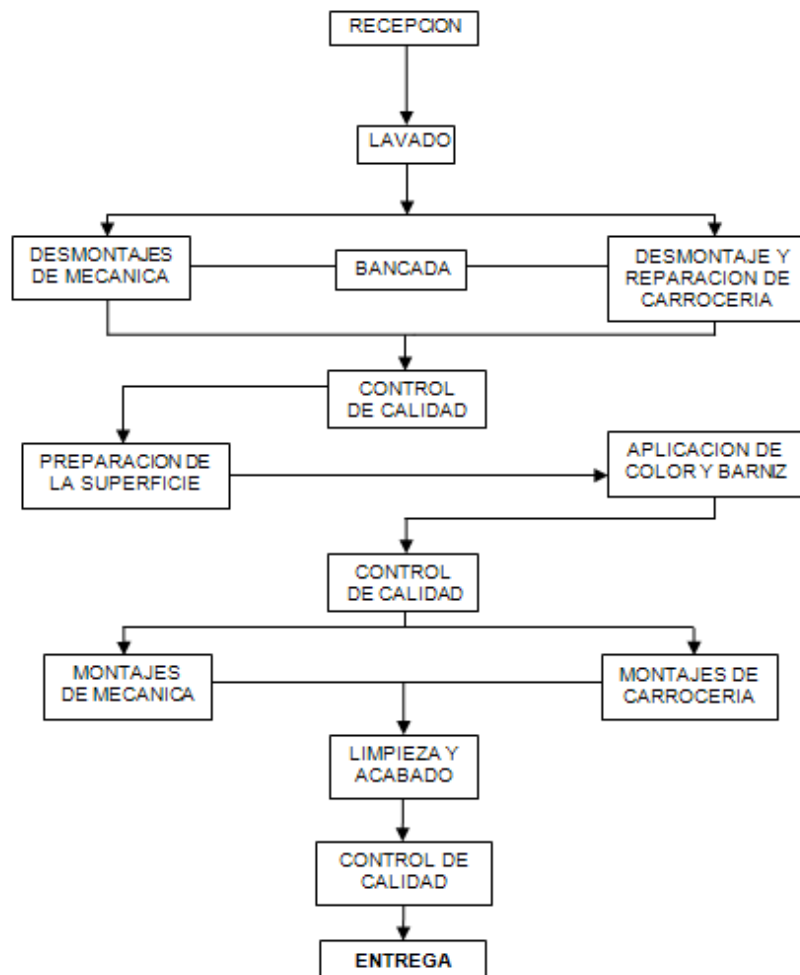 RECEPCION
LAVADO
DESMONTAJES
DE MECANICA
BANCADA
DESMONTAJE Y
REPARACION DE
CARROCERIA
CONTROL
DE CALIDAD
PREPARACION DE
LA SUPERFICIE
APLICACION DE
COLOR Y BARNIZ
CONTROL
DE CALIDAD
MONTAJES
DE MECANICA
MONTAJES DE
CARROCERIA
LIMPIEZA Y
ACABADO
CONTROL DE
CALIDAD
ENTREGA